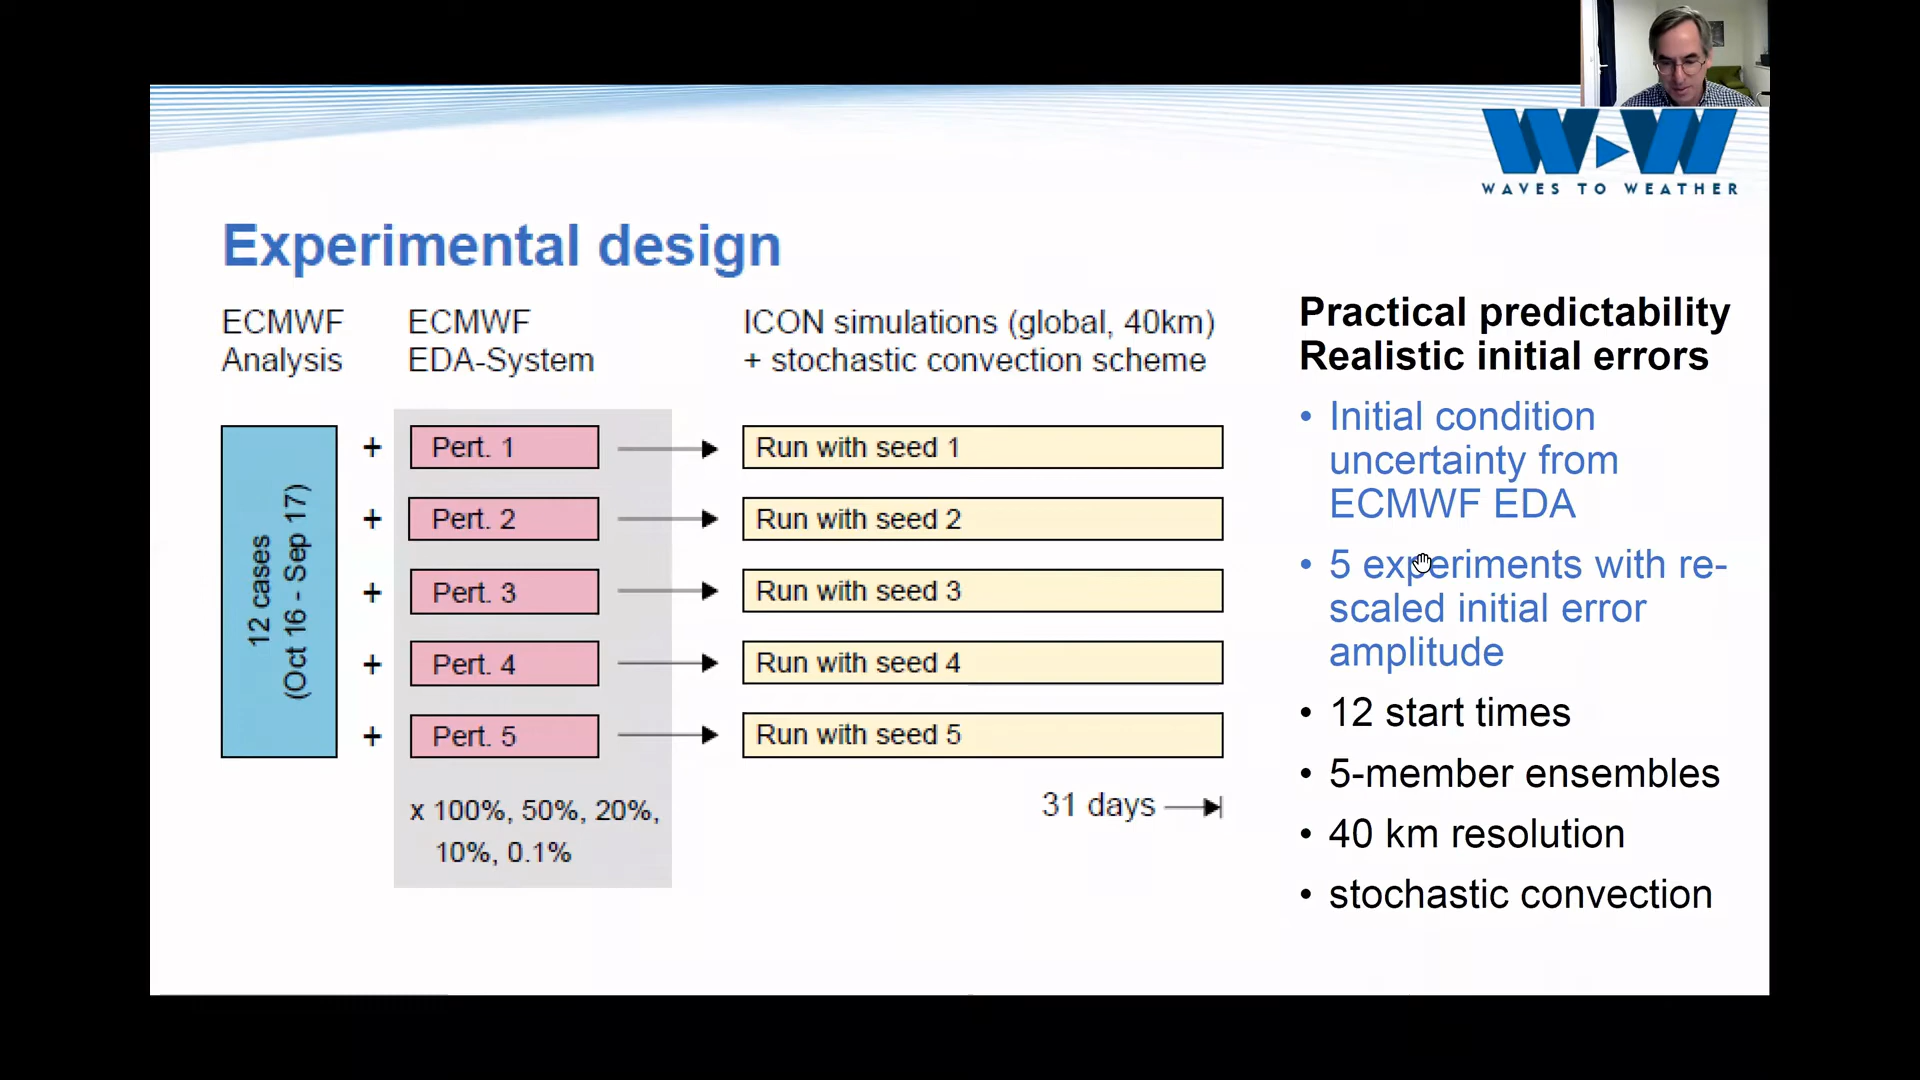 WAVES TO WEATHER
Experimental design
ECMWF
Analysis
ECMWF
EDA-System
ICON simulations (global, 40km)
+ stochastic convection scheme
12 cases
(Oct 16 - Sep 17)
+ Pert. 1 Run with seed 1
+ Pert. 2 Run with seed 2
+ Pert. 3 Run with seed 3
+ Pert. 4 Run with seed 4
+ Pert. 5 Run with seed 5
x 100%, 50%, 20%,
10%, 0.1%
31 days
Practical predictability
Realistic initial errors
• Initial condition
uncertainty from
ECMWF EDA
• 5 experiments with re-
scaled initial error
amplitude
• 12 start times
• 5-member ensembles
• 40 km resolution
• stochastic convection